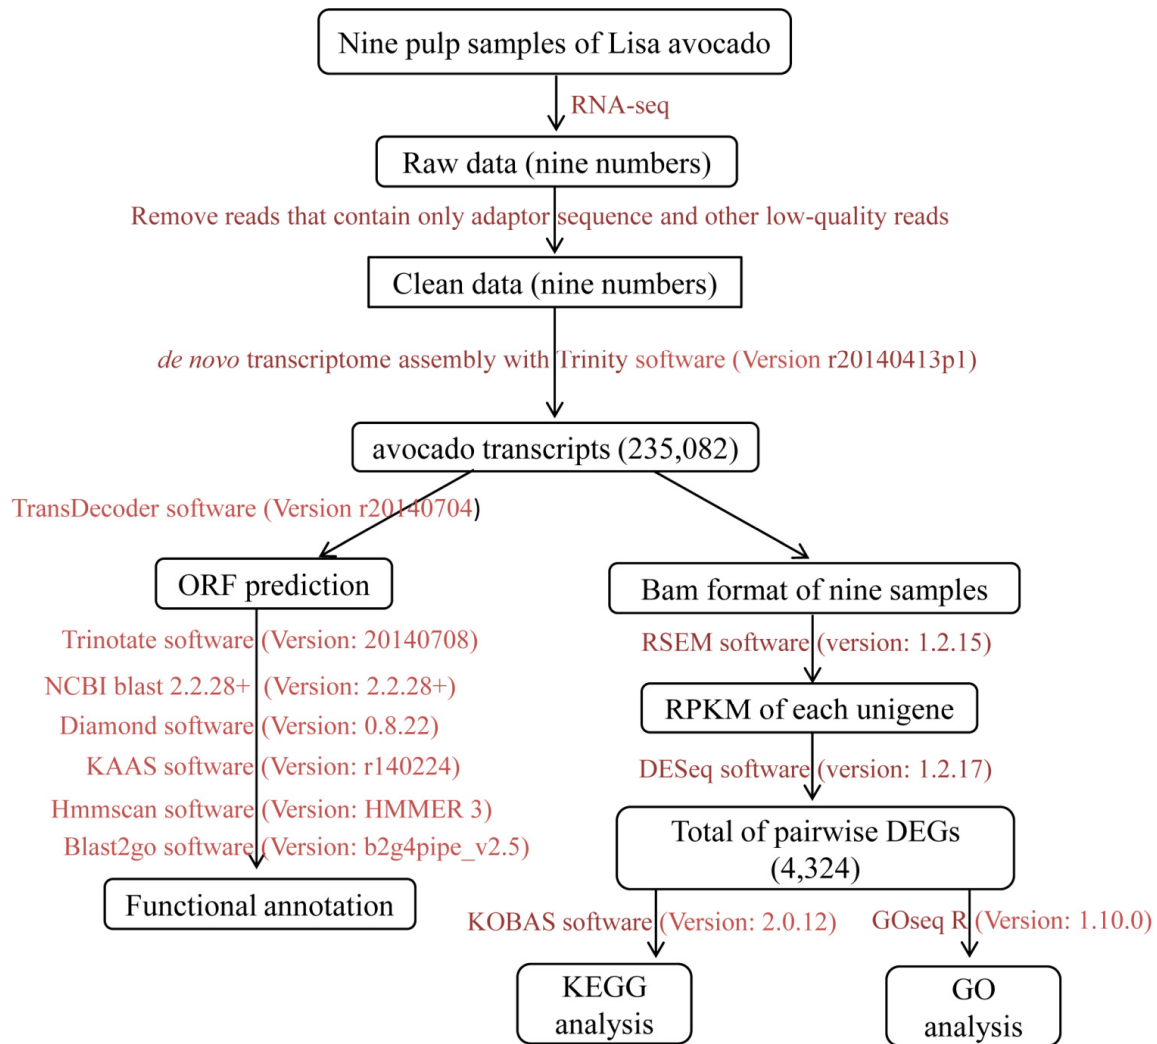 Nine pulp samples of Lisa avocado
RNA-seq
Raw data (nine numbers)
Remove reads that contain only adaptor sequence and other low-quality reads
Clean data (nine numbers)
de novo transcriptome assembly with Trinity software (Version r20140413p1)
avocado transcripts (235,082)
TransDecoder software (Version r20140704)
ORF prediction
Trinotate software (Version: 20140708)
NCBI blast 2.2.28+ (Version: 2.2.28+)
Diamond software (Version: 0.8.22)
KAAS software (Version: r140224)
Hmmscan software (Version: HMMER 3)
Blast2go software (Version: b2g4pipe_v2.5)
Functional annotation
Bam format of nine samples
RSEM software (version: 1.2.15)
RPKM of each unigene
DESeq software (version: 1.2.17)
Total of pairwise DEGs
(4,324)
KOBAS software (Version: 2.0.12)
GOseq R (Version: 1.10.0)
KEGG
analysis
GO
analysis